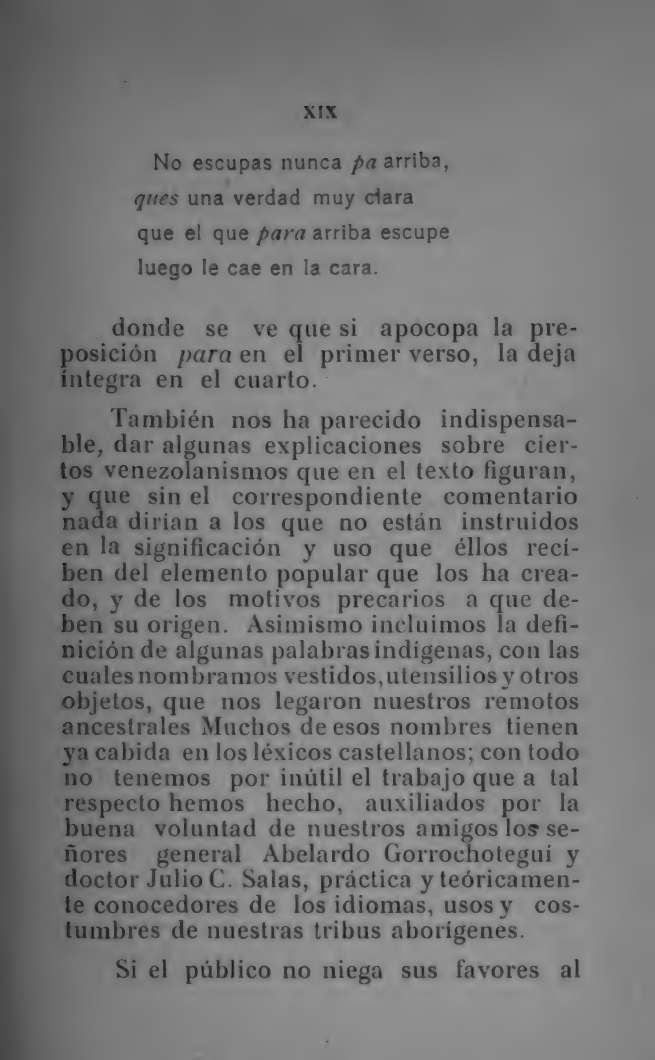 XIX
No escupas nunca pa arriba,
ques una verdad muy clara
que el que para arriba escupe
luego le cae en la cara.
donde se ve que si apocopa la pre-
posición para en el primer verso, la deja
íntegra en el cuarto.
También nos ha parecido indispensa-
ble, dar algunas explicaciones sobre cier-
tos venezolanismos que en el texto figuran,
y que sin el correspondiente comentario
nada dirían a los que no están instruidos
en la significación y uso que éllos recí-
ben del elemento popular que los ha crea-
do, y de los motivos precarios a que de-
ben su origen. Asimismo incluimos la defi-
nición de algunas palabras indígenas, con las
cuales nombramos vestidos, utensilios y otros
objetos, que nos legaron nuestros remotos
ancestrales Muchos de esos nombres tienen
ya cabida en los léxicos castellanos; con todo
no tenemos por inútil el trabajo que a tal
respecto hemos hecho, auxiliados por la
buena voluntad de nuestros amigos los se-
ñores general Abelardo Gorrochotegui y
doctor Julio C. Salas, práctica y teóricamen-
te conocedores de los idiomas, usos y cos-
tumbres de nuestras tribus aborígenes.
Si el público no niega sus favores al